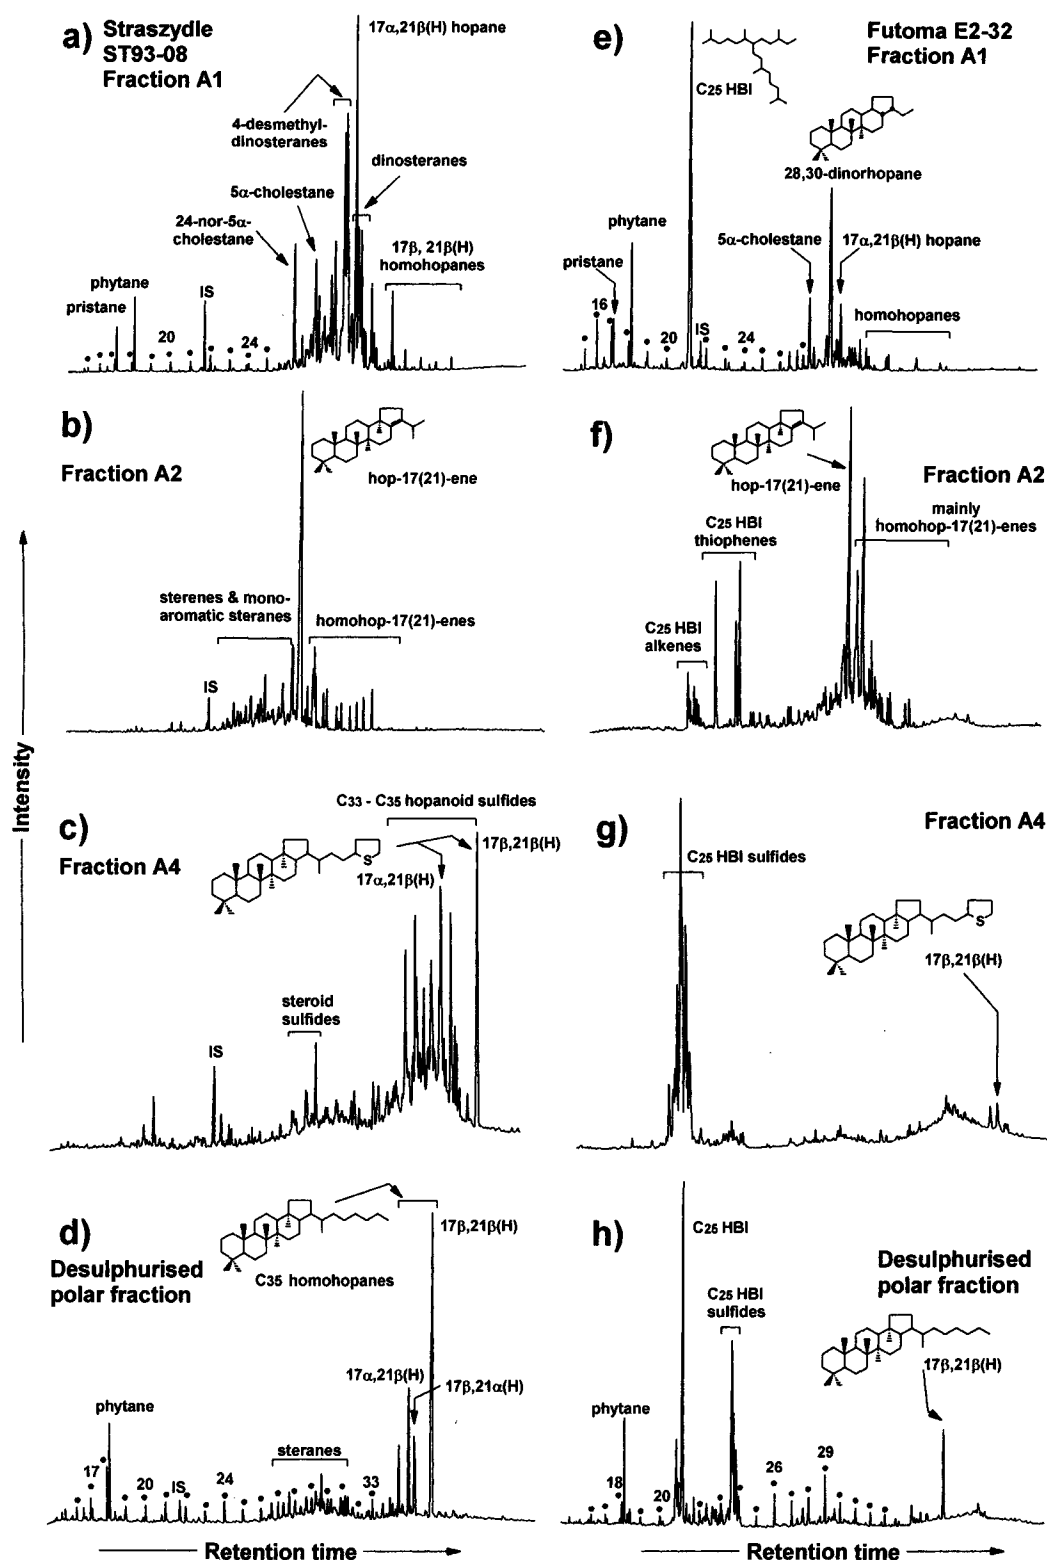 a) Straszydle
ST93-08
Fraction A1
17α,21β(H) hopane
4-desmethyl-
dinosteranes
dinosteranes
5α-cholestane
24-nor-5α-
cholestane
17β, 21β(H)
homohopanes
phytane
pristane
IS
20
24
b)
Fraction A2
hop-17(21)-ene
sterenes & mono-
aromatic steranes
homohop-17(21)-enes
IS
c)
Fraction A4
C33 - C35 hopanoid sulfides
S
17β,21β(H)
17α,21β(H)
steroid
sulfides
IS
d)
Desulphurised
polar fraction
C35 homohopanes
17β,21β(H)
17α,21β(H)
17β,21α(H)
phytane
steranes
17
20
IS
24
33
Retention time
Intensity
e)
Futoma E2-32
Fraction A1
C25 HBI
28,30-dinorhopane
phytane
pristane
5α-cholestane
17α,21β(H) hopane
homohopanes
16
20
IS
24
f)
Fraction A2
hop-17(21)-ene
mainly
homohop-17(21)-enes
C25 HBI
thiophenes
C25 HBI
alkenes
g)
Fraction A4
C25 HBI sulfides
S
17β,21β(H)
h)
C25 HBI
Desulphurised
polar fraction
C25 HBI
sulfides
17β,21β(H)
phytane
18
20
26
29
Retention time